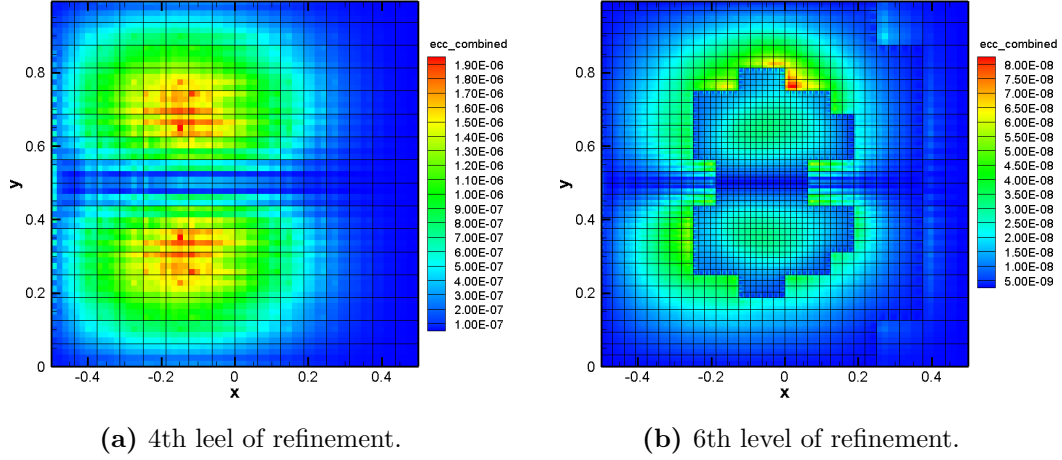 ecc_combined
1.90E-06
1.80E-06
1.70E-06
1.60E-06
1.50E-06
1.40E-06
1.30E-06
1.20E-06
1.10E-06
1.00E-06
9.00E-07
8.00E-07
7.00E-07
6.00E-07
5.00E-07
4.00E-07
3.00E-07
2.00E-07
1.00E-07
y
0.8
0.6
0.4
0.2
0
-0.4 -0.2 0 0.2 0.4
x
ecc_combined
8.00E-08
7.50E-08
7.00E-08
6.50E-08
6.00E-08
5.50E-08
5.00E-08
4.50E-08
4.00E-08
3.50E-08
3.00E-08
2.50E-08
2.00E-08
1.50E-08
1.00E-08
5.00E-09
y
0.8
0.6
0.4
0.2
0
-0.4 -0.2 0 0.2 0.4
x
(a) 4th leel of refinement.
(b) 6th level of refinement.